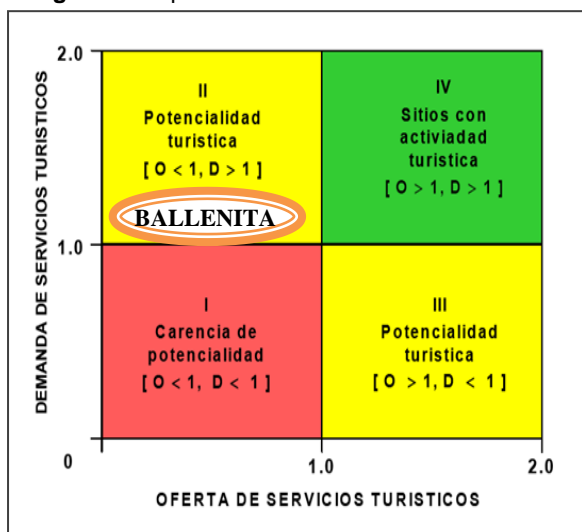 2.0
II
Potencialidad
turistica
[ O < 1, D > 1 ]
IV
Sitios con
activiadad
turistica
[ O > 1, D > 1 ]
BALLENITA
DEMANDA DE SERVICIOS TURISTICOS
1.0
I
Carencia de
potencialidad
[ O < 1, D < 1 ]
III
Potencialidad
turistica
[ O > 1, D < 1 ]
0
1.0
2.0
OFERTA DE SERVICIOS TURISTICOS